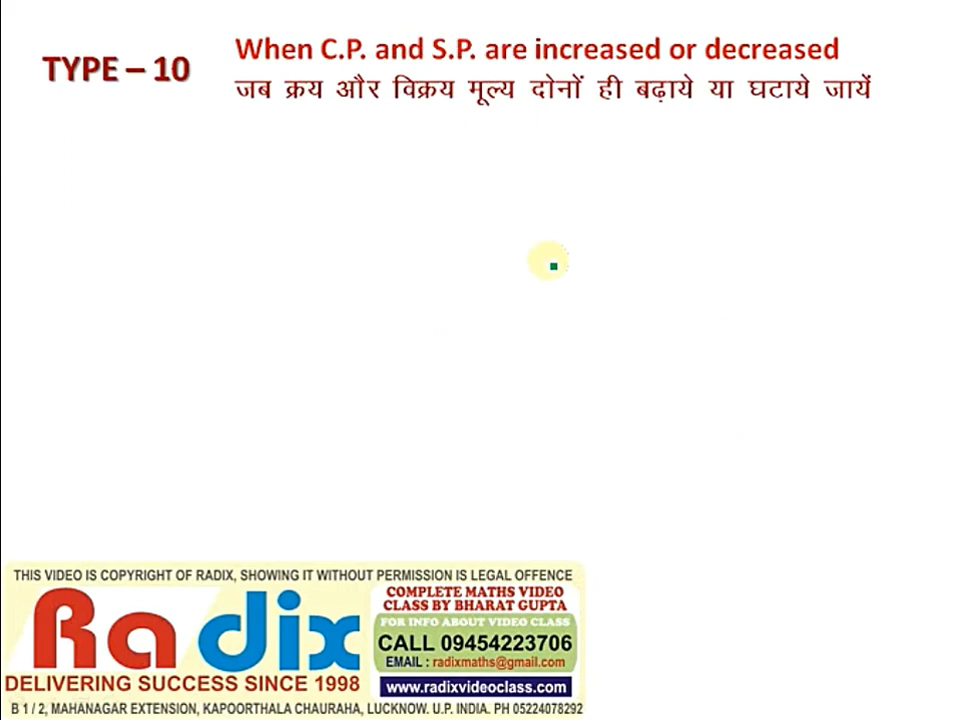 TYPE – 10
When C.P. and S.P. are increased or decreased
जब क्रय और विक्रय मूल्य दोनों ही बढ़ाये या घटाये जायें
THIS VIDEO IS COPYRIGHT OF RADIX, SHOWING IT WITHOUT PERMISSION IS LEGAL OFFENCE
Radix
DELIVERING SUCCESS SINCE 1998
COMPLETE MATHS VIDEO
CLASS BY BHARAT GUPTA
FOR INFO ABOUT VIDEO CLASS
CALL 09454223706
EMAIL : radixmaths@gmail.com
www.radixvideoclass.com
B 1 / 2, MAHANAGAR EXTENSION, KAPOORTHALA CHAURAHA, LUCKNOW. U.P. INDIA. PH 05224078292